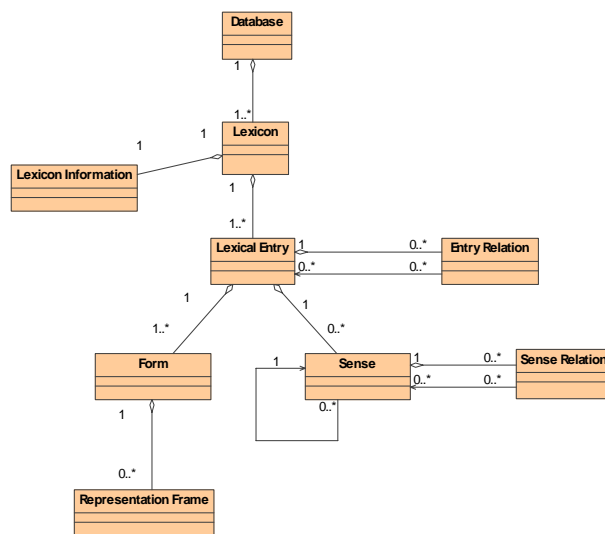 Database
1
1..*
Lexicon
1
1
Lexicon Information
1
1..*
Lexical Entry
1
0..*
Entry Relation
0..*
0..*
1
1
1..*
0..*
Form
Sense
1
1
0..*
Sense Relation
0..*
0..*
0..*
1
0..*
Representation Frame